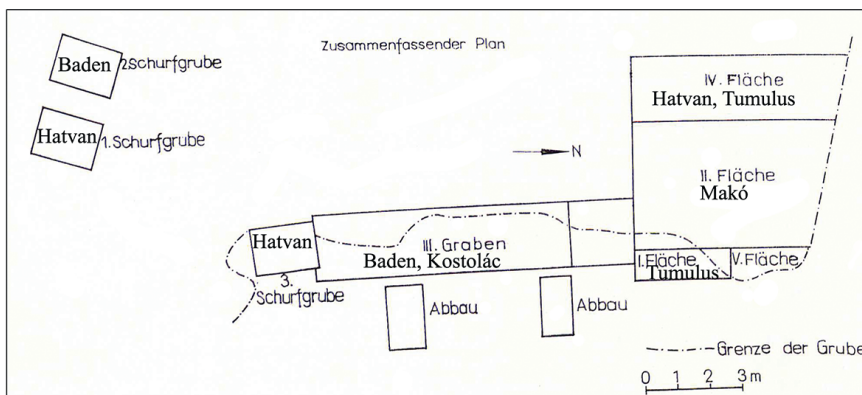 Zusammenfassender Plan
Baden 2.Schurfgrube
Hatvan 1.Schurfgrube
IV. Fläche
Hatvan, Tumulus
N
II. Fläche
Makó
Hatvan
3.
Schurfgrube
III. Graben
Baden, Kostolác
I.Fläche
Tumulus
V.Fläche
Abbau
Abbau
Grenze der Grube
0 1 2 3m